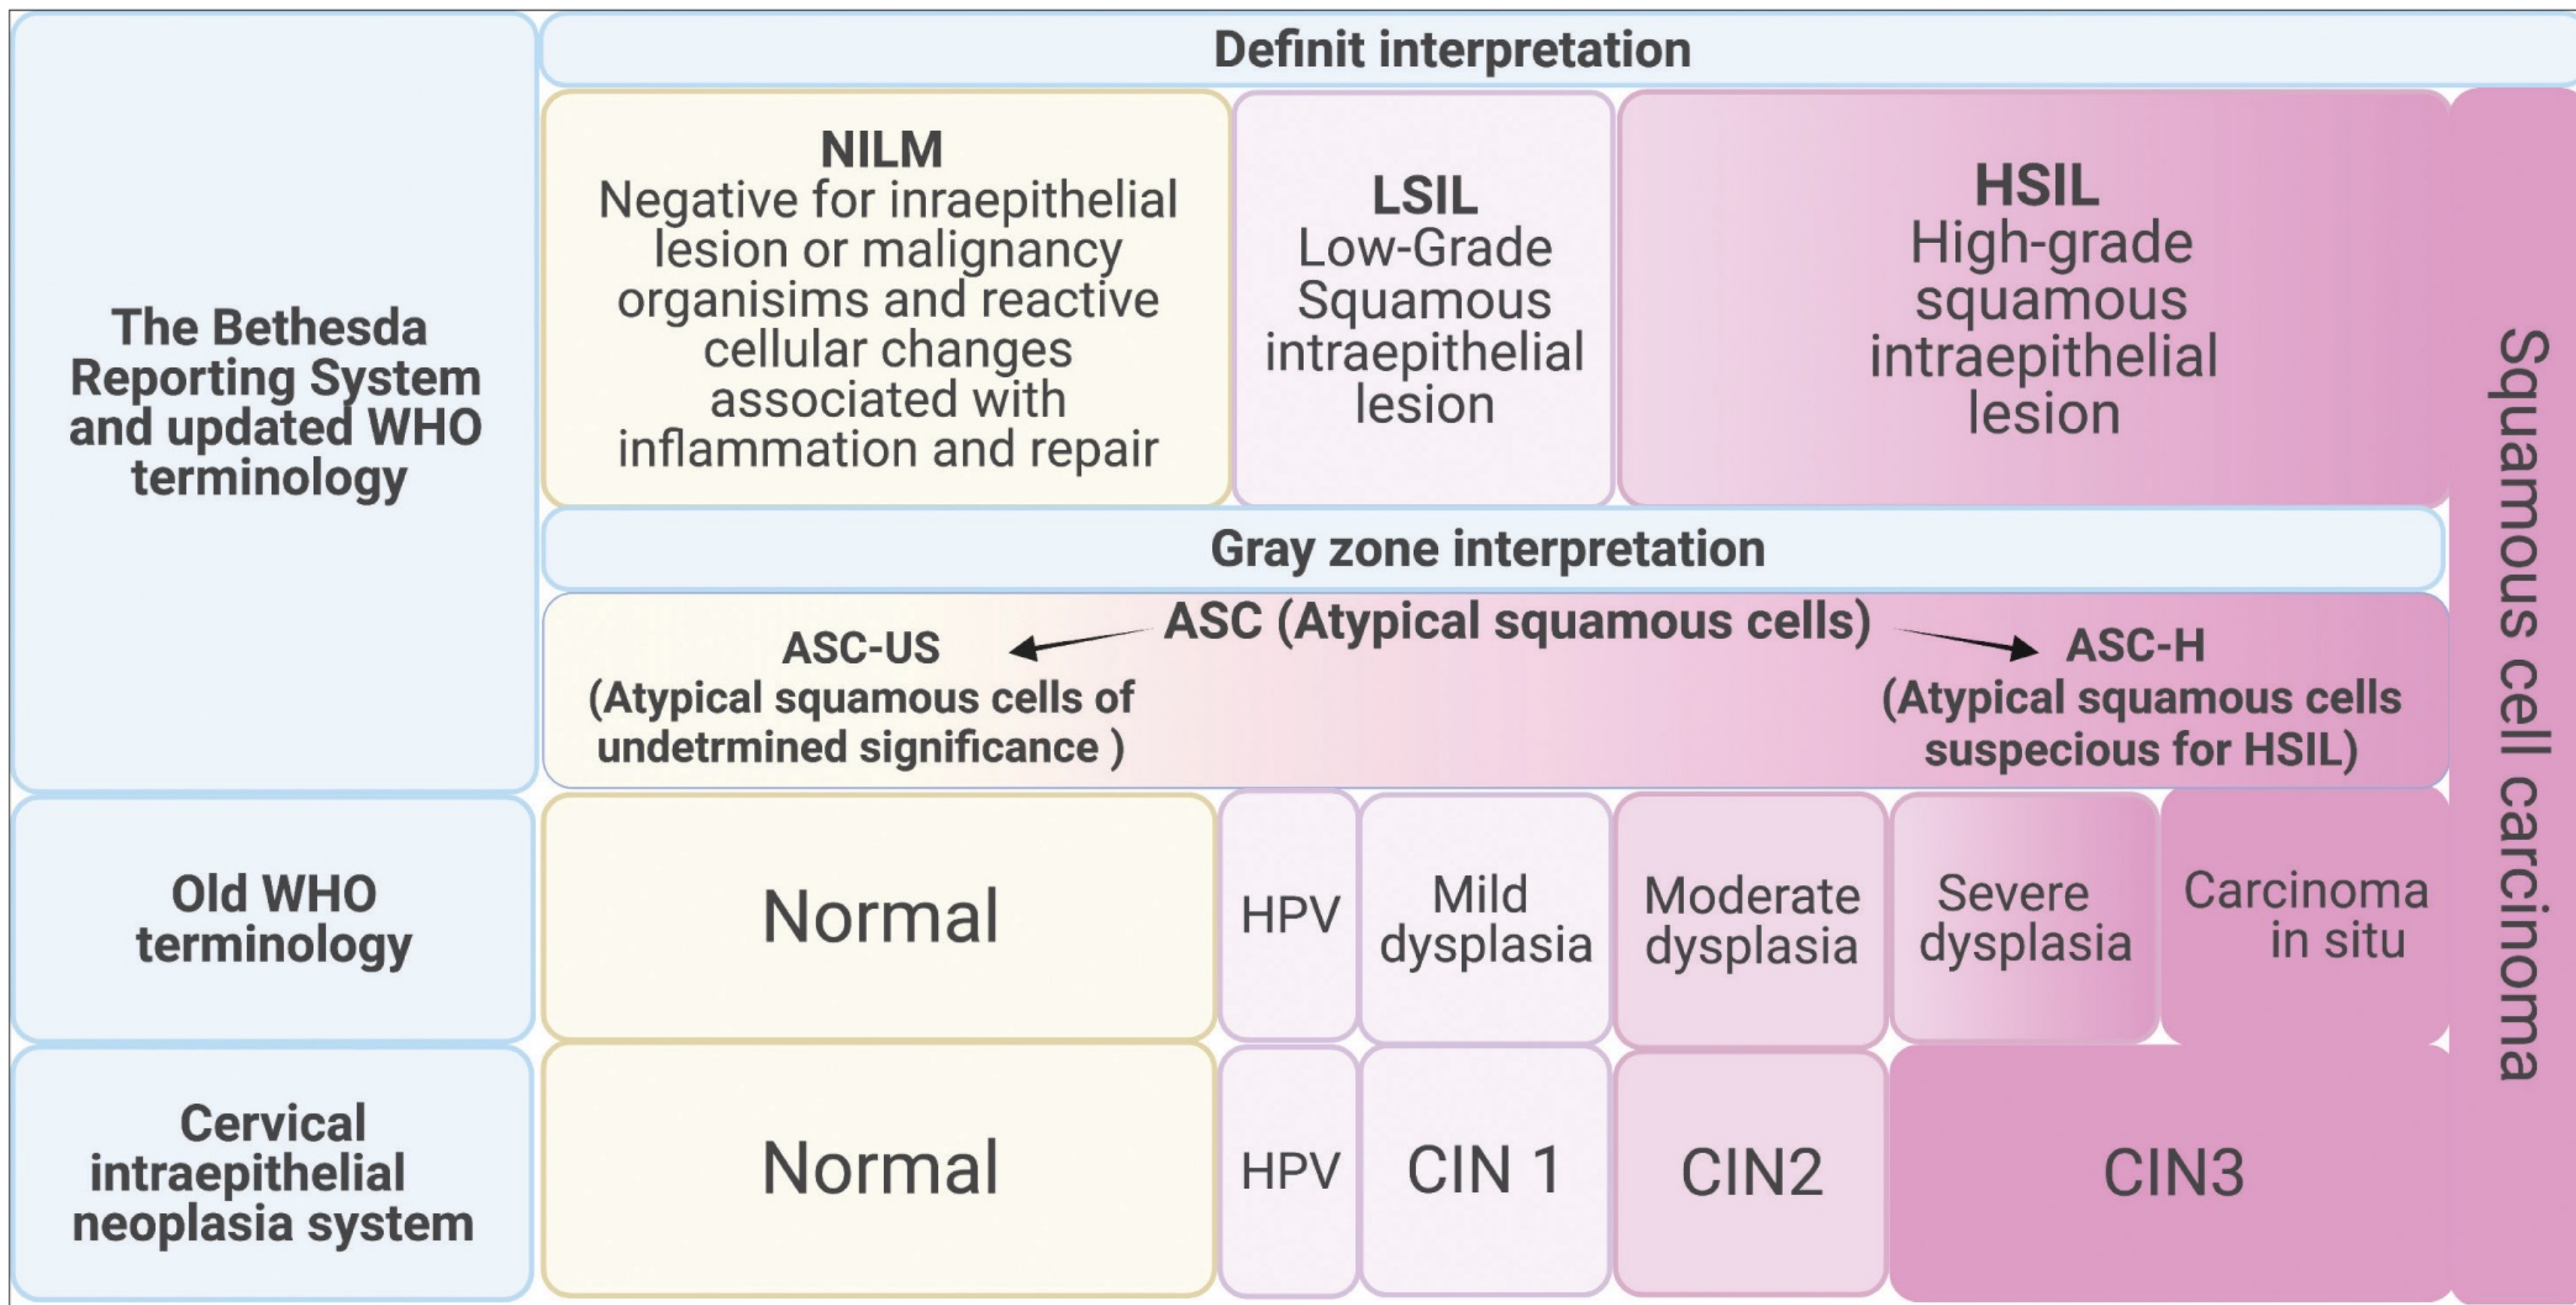 Definit interpretation
The Bethesda
Reporting System
and updated WHO
terminology
NILM
Negative for inraepithelial
lesion or malignancy
organisims and reactive
cellular changes
associated with
inflammation and repair
LSIL
Low-Grade
Squamous
intraepithelial
lesion
HSIL
High-grade
squamous
intraepithelial
lesion
Squamous cell carcinoma
Gray zone interpretation
ASC (Atypical squamous cells)
ASC-US
(Atypical squamous cells of
undetrmined significance )
ASC-H
(Atypical squamous cells
suspecious for HSIL)
Old WHO
terminology
Normal
HPV
Mild
dysplasia
Moderate
dysplasia
Severe
dysplasia
Carcinoma
in situ
Cervical
intraepithelial
neoplasia system
Normal
HPV
CIN 1
CIN2
CIN3